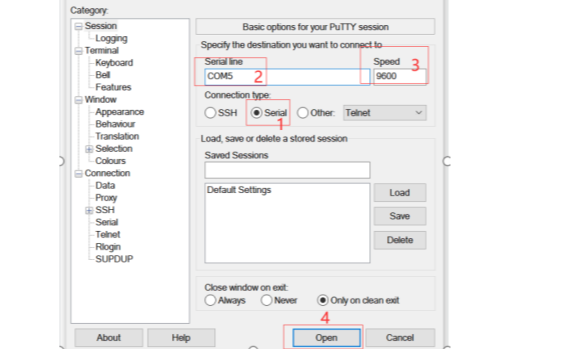 Category:
Session
Logging
Terminal
Keyboard
Bell
Features
Window
Appearance
Behaviour
Translation
Selection
Colours
Connection
Data
Proxy
SSH
Serial
Telnet
Rlogin
SUPDUP
Basic options for your PuTTY session
Specify the destination you want to connect to
Serial line
Speed
3
COM5
2
9600
Connection type:
SSH
Serial
Other:
Telnet
1
Load, save or delete a stored session
Saved Sessions
Default Settings
Load
Save
Delete
Close window on exit:
Always
Never
Only on clean exit
4
About
Help
Open
Cancel